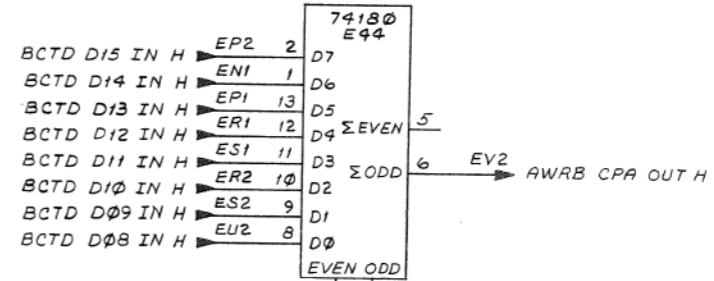 74180
E44
BCTD D15 IN H EP2 2 D7
BCTD D14 IN H EN1 1 D6
BCTD D13 IN H EP1 13 D5
BCTD D12 IN H ER1 12 D4 ΣEVEN 5
BCTD D11 IN H ES1 11 D3 ΣODD 6 EV2 AWRB CPA OUT H
BCTD D1Ø IN H ER2 1Ø D2
BCTD DØ9 IN H ES2 9 D1
BCTD DØ8 IN H EU2 8 DØ
EVEN ODD